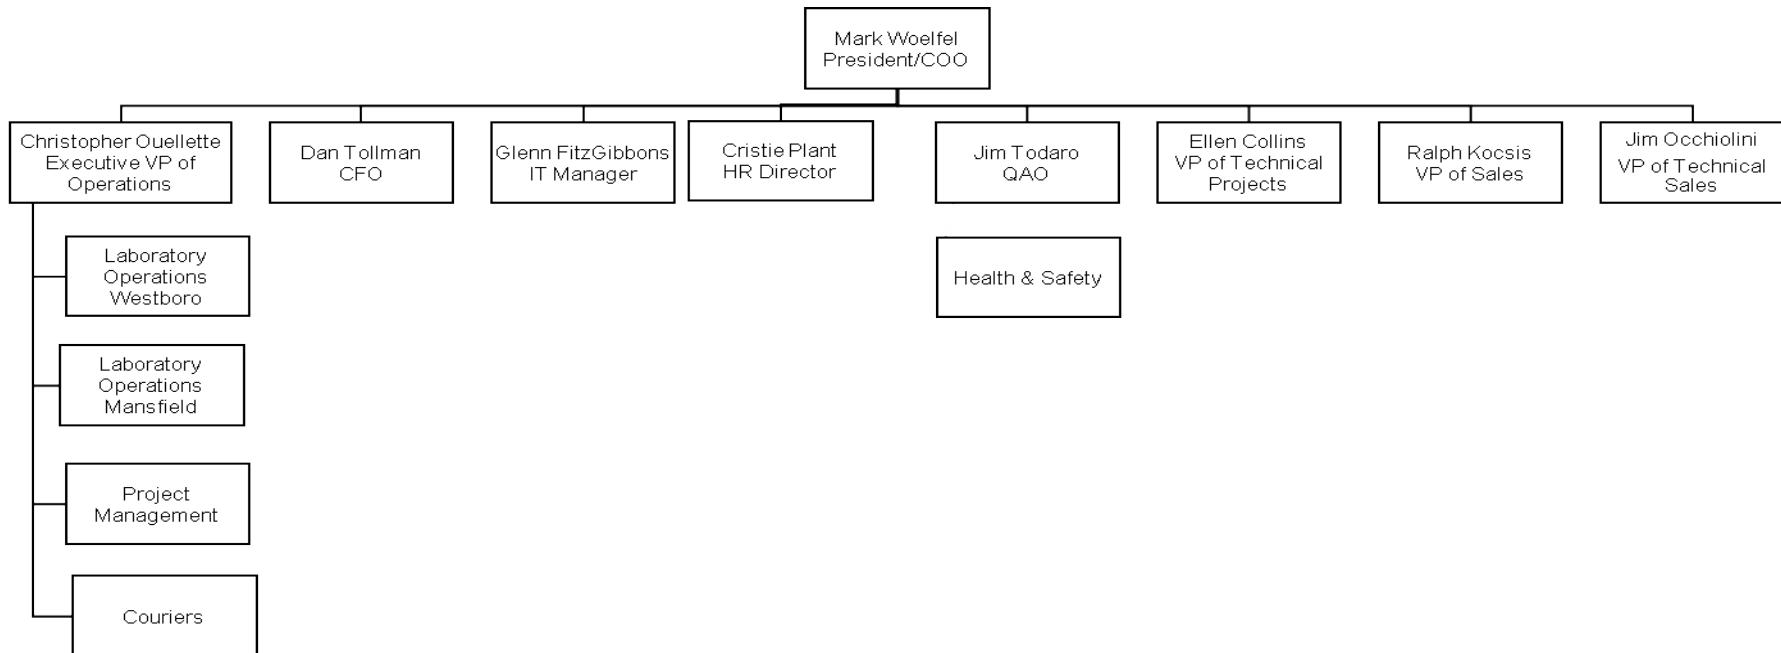 Mark Woelfel
President/COO
Christopher Ouellette
Executive VP of
Operations
Dan Tollman
CFO
Glenn FitzGibbons
IT Manager
Cristie Plant
HR Director
Jim Todaro
QAO
Ellen Collins
VP of Technical
Projects
Ralph Kocsis
VP of Sales
Jim Occhiolini
VP of Technical
Sales
Laboratory
Operations
Westboro
Health & Safety
Laboratory
Operations
Mansfield
Project
Management
Couriers